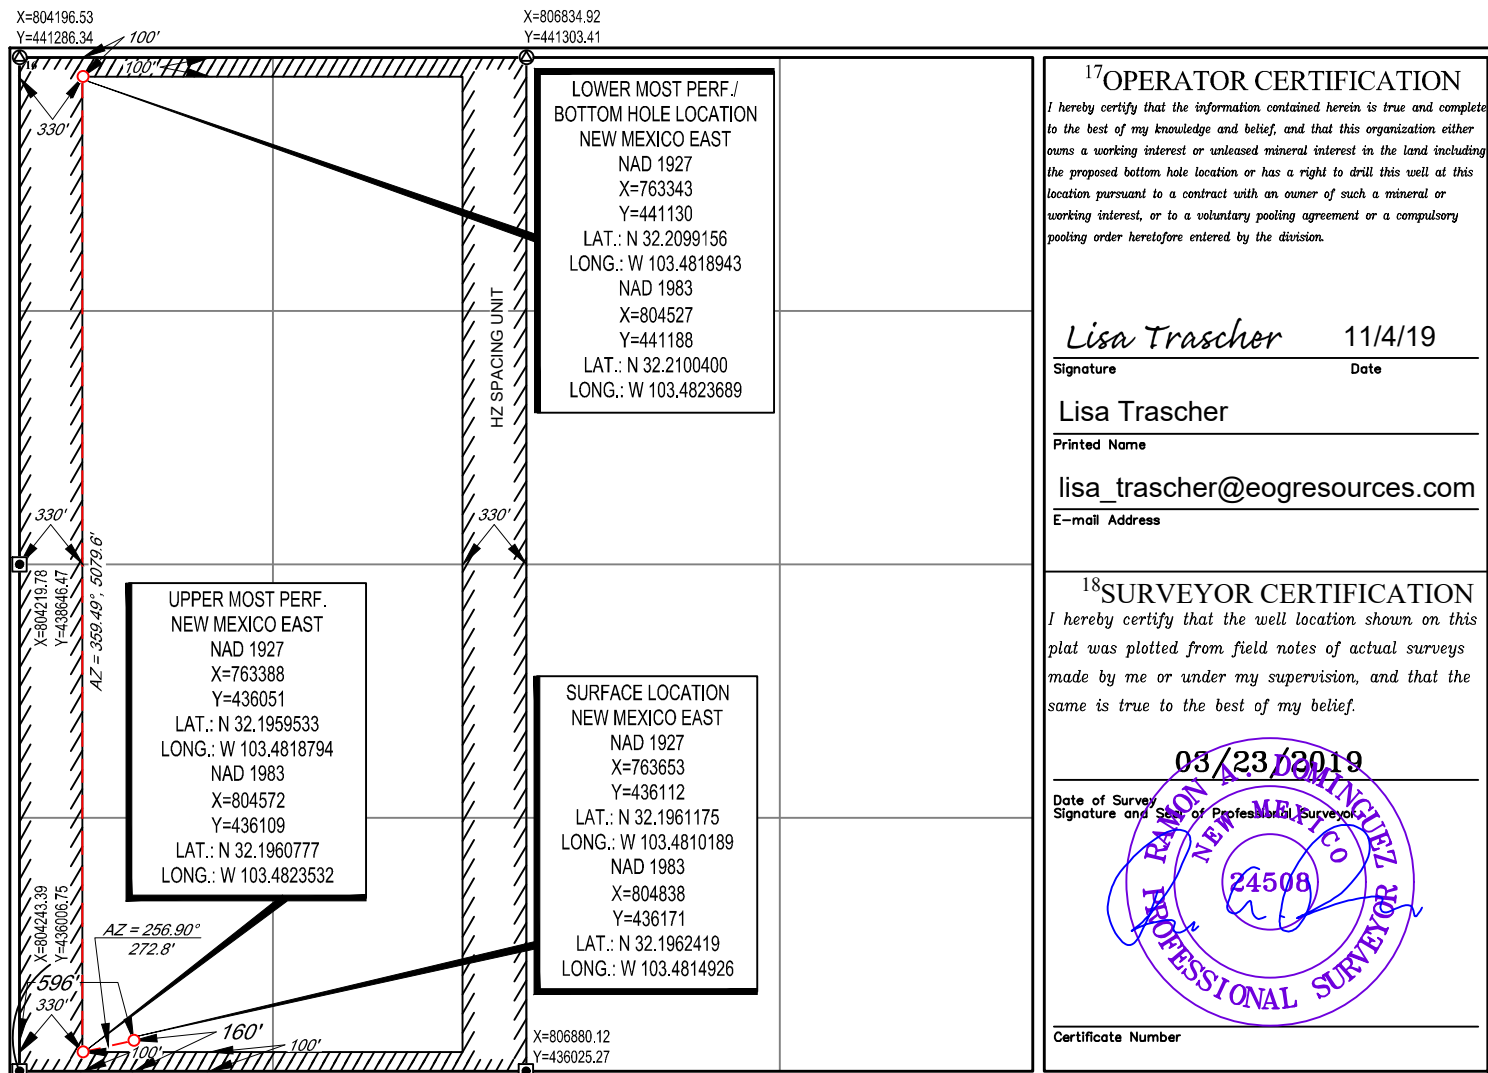 X=804196.53
Y=441286.34
X=806834.92
Y=441303.41
100'
100'
16
330'
LOWER MOST PERF./
BOTTOM HOLE LOCATION
NEW MEXICO EAST
NAD 1927
X=763343
Y=441130
LAT.: N 32.2099156
LONG.: W 103.4818943
NAD 1983
X=804527
Y=441188
LAT.: N 32.2100400
LONG.: W 103.4823689
HZ SPACING UNIT
330'
330'
X=804219.78
Y=438646.47
AZ = 359.49°, 5079.6'
UPPER MOST PERF.
NEW MEXICO EAST
NAD 1927
X=763388
Y=436051
LAT.: N 32.1959533
LONG.: W 103.4818794
NAD 1983
X=804572
Y=436109
LAT.: N 32.1960777
LONG.: W 103.4823532
SURFACE LOCATION
NEW MEXICO EAST
NAD 1927
X=763653
Y=436112
LAT.: N 32.1961175
LONG.: W 103.4810189
NAD 1983
X=804838
Y=436171
LAT.: N 32.1962419
LONG.: W 103.4814926
X=804243.39
Y=436006.75
AZ = 256.90°
272.8'
596'
330'
160'
100'
100'
X=806880.12
Y=436025.27
17OPERATOR CERTIFICATION
I hereby certify that the information contained herein is true and complete
to the best of my knowledge and belief, and that this organization either
owns a working interest or unleased mineral interest in the land including
the proposed bottom hole location or has a right to drill this well at this
location pursuant to a contract with an owner of such a mineral or
working interest, or to a voluntary pooling agreement or a compulsory
pooling order heretofore entered by the division.
Lisa Trascher 11/4/19
Signature Date
Lisa Trascher
Printed Name
lisa_trascher@eogresources.com
E-mail Address
18SURVEYOR CERTIFICATION
I hereby certify that the well location shown on this
plat was plotted from field notes of actual surveys
made by me or under my supervision, and that the
same is true to the best of my belief.
03/23/2019
Date of Survey
Signature and Seal of Professional Surveyor:
RAMON A. DOMINGUEZ
NEW MEXICO
24508
PROFESSIONAL SURVEYOR
Certificate Number